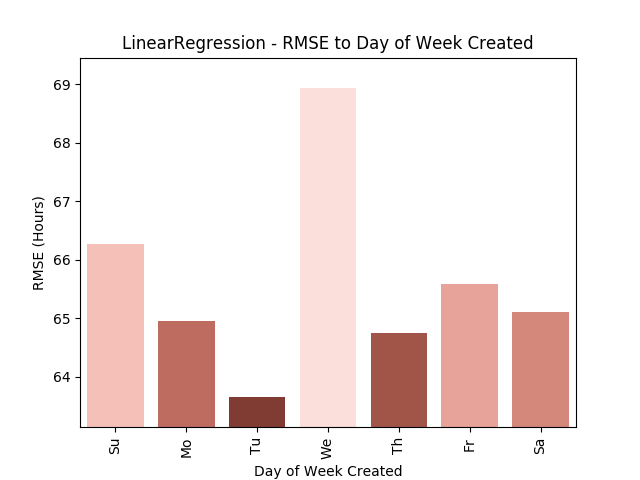 LinearRegression - RMSE to Day of Week Created
69
68
67
66
65
64
RMSE (Hours)
Su
Mo
Tu
We
Th
Fr
Sa
Day of Week Created